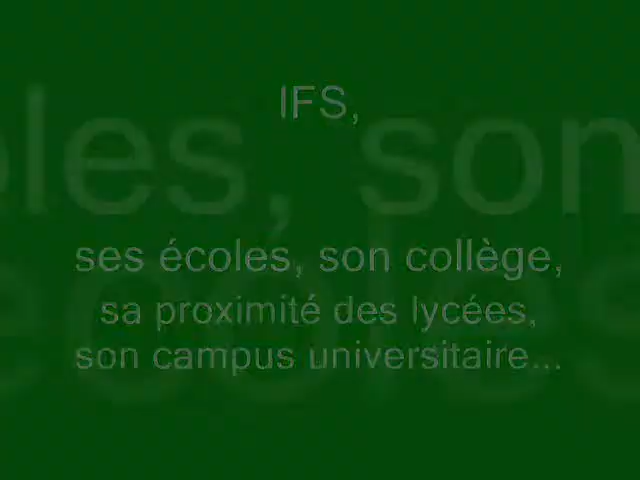 IFS,
ses écoles, son collège,
sa proximité des lycées,
son campus universitaire...